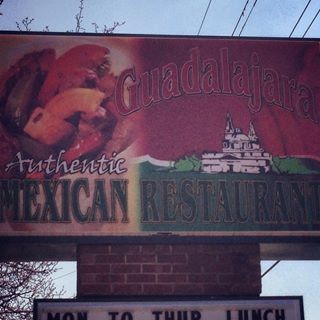 Guadalajara
Authentic
MEXICAN RESTAURANT
MON TO THUR LUNCH